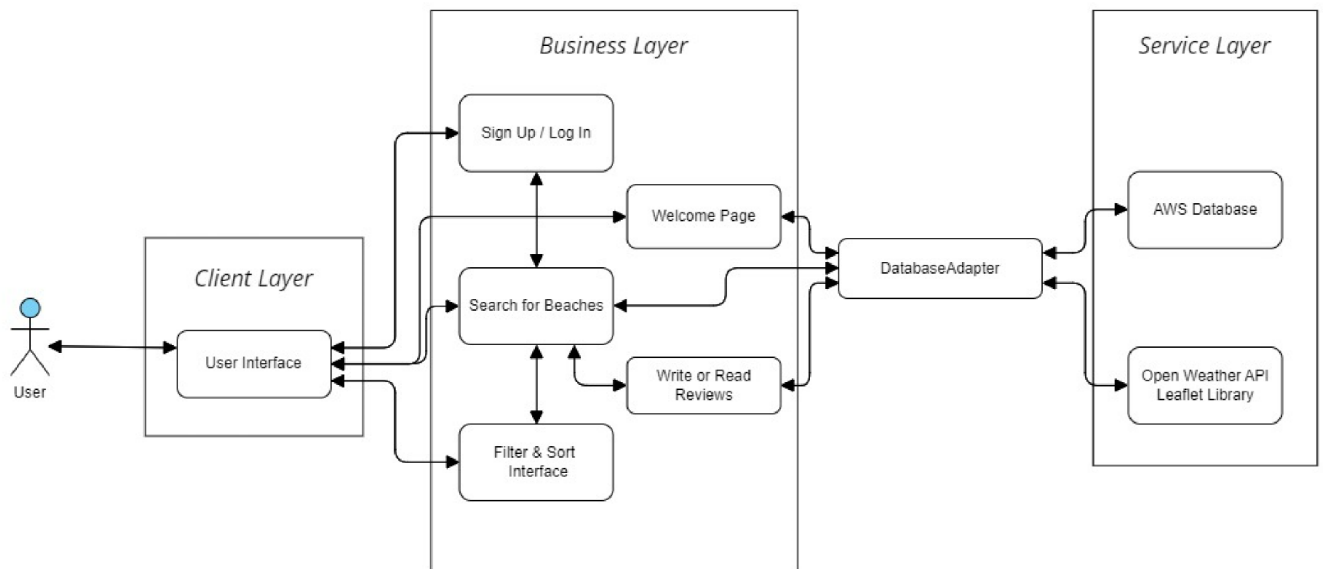 Business Layer
Service Layer
Sign Up / Log In
Welcome Page
AWS Database
Client Layer
DatabaseAdapter
Search for Beaches
User Interface
User
Write or Read
Reviews
Open Weather API
Leaflet Library
Filter & Sort
Interface